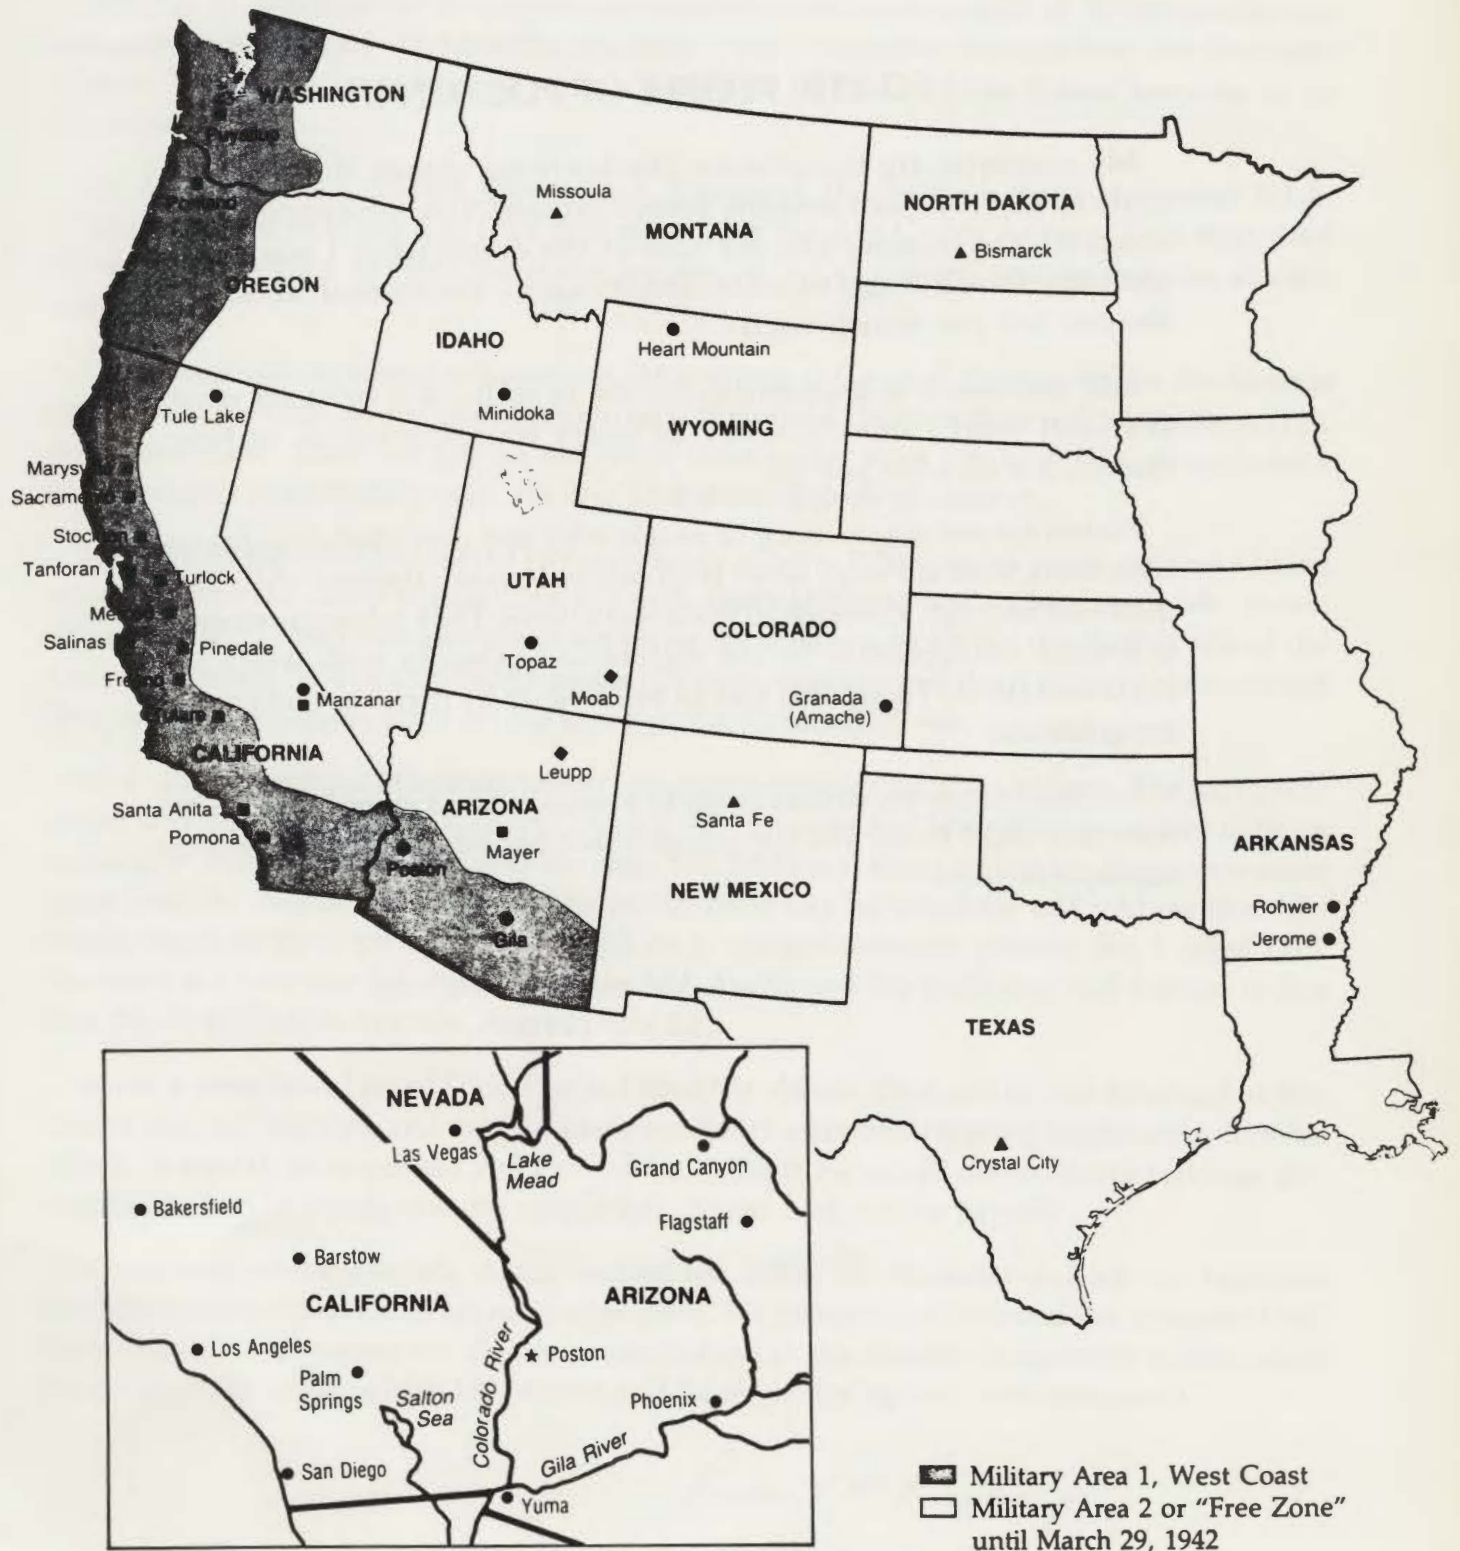 WASHINGTON
Puyallup
Portland
OREGON
Missoula
MONTANA
NORTH DAKOTA
Bismarck
IDAHO
Minidoka
Heart Mountain
WYOMING
Tule Lake
Marysville
Sacramento
Stockton
Tanforan
Turlock
Merced
Salinas
Pinedale
Fresno
Tulare
Manzanar
CALIFORNIA
UTAH
Topaz
Moab
COLORADO
Granada
(Amache)
Leupp
ARIZONA
Mayer
Santa Anita
Pomona
Poston
Gila
Santa Fe
NEW MEXICO
ARKANSAS
Rohwer
Jerome
TEXAS
Crystal City
NEVADA
Las Vegas
Lake
Mead
Grand Canyon
Bakersfield
Flagstaff
Barstow
CALIFORNIA
ARIZONA
Los Angeles
Colorado River
Poston
Palm
Springs
Salton
Sea
Phoenix
San Diego
Gila River
Yuma
Military Area 1, West Coast
Military Area 2 or "Free Zone"
until March 29, 1942